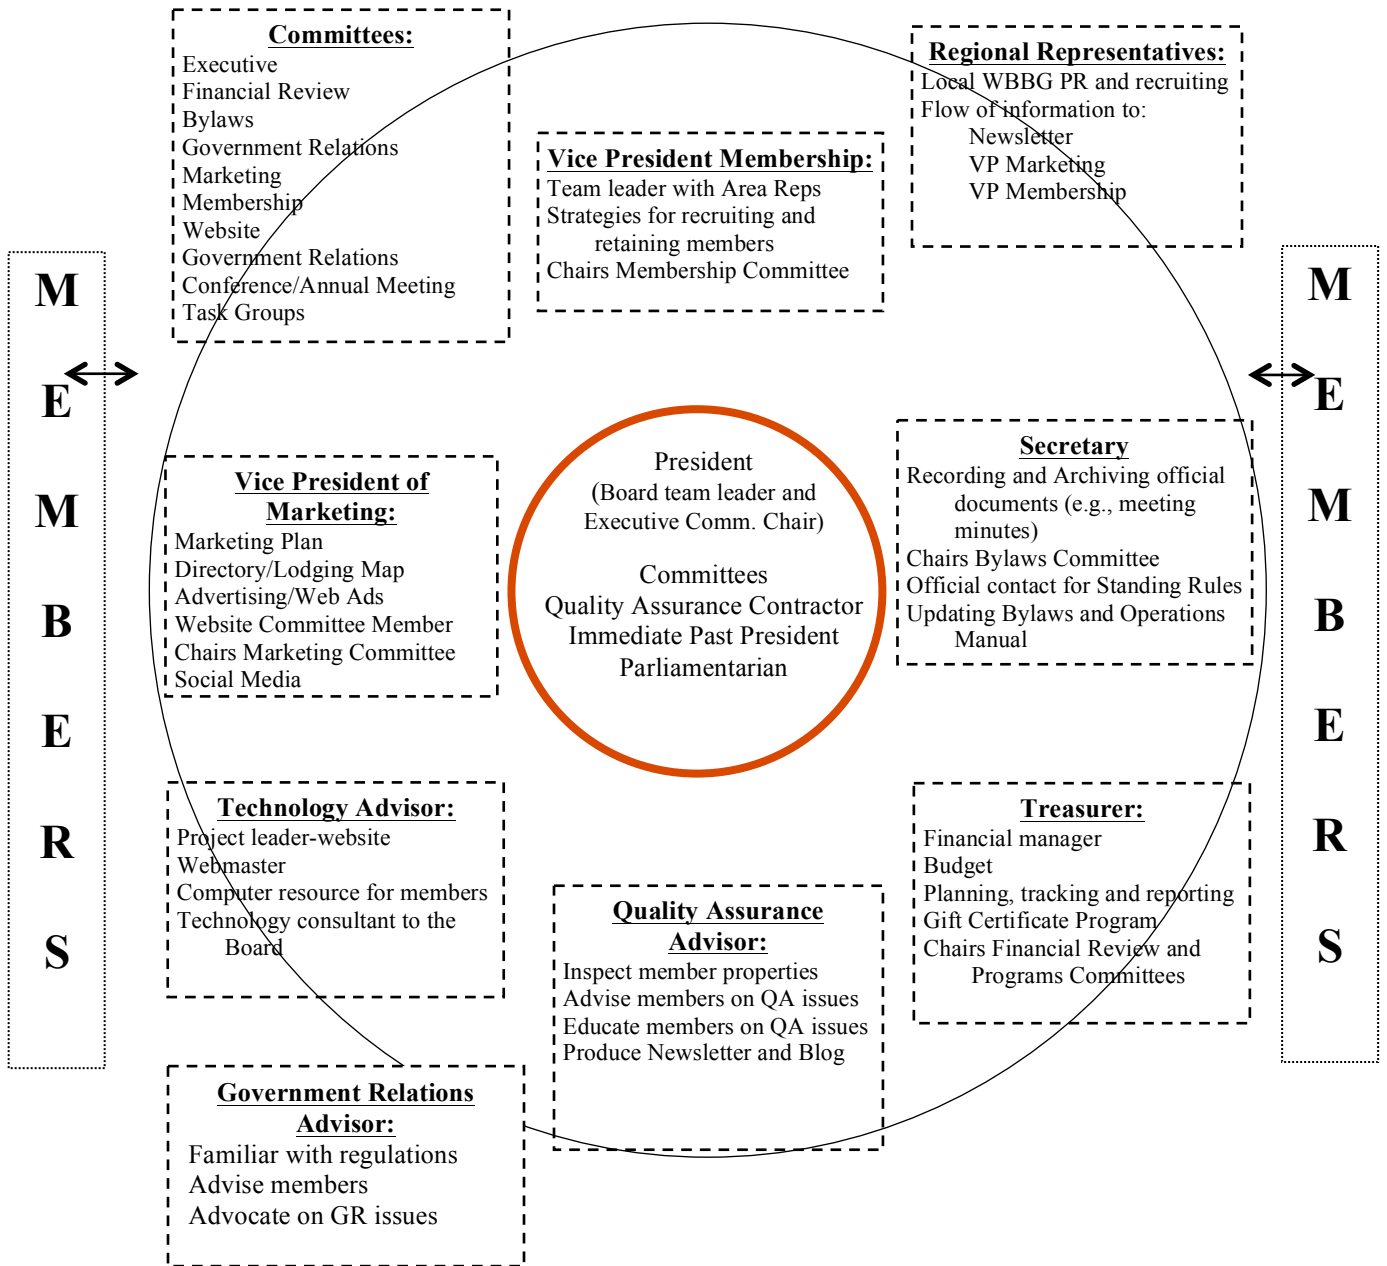 Committees:
Executive
Financial Review
Bylaws
Government Relations
Marketing
Membership
Website
Government Relations
Conference/Annual Meeting
Task Groups
Vice President Membership:
Team leader with Area Reps
Strategies for recruiting and
retaining members
Chairs Membership Committee
Regional Representatives:
Local WBBG PR and recruiting
Flow of information to:
Newsletter
VP Marketing
VP Membership
M
E
M
B
E
R
S
Vice President of
Marketing:
Marketing Plan
Directory/Lodging Map
Advertising/Web Ads
Website Committee Member
Chairs Marketing Committee
Social Media
President
(Board team leader and
Executive Comm. Chair)
Committees
Quality Assurance Contractor
Immediate Past President
Parliamentarian
Secretary
Recording and Archiving official
documents (e.g., meeting
minutes)
Chairs Bylaws Committee
Official contact for Standing Rules
Updating Bylaws and Operations
Manual
M
E
M
B
E
R
S
Technology Advisor:
Project leader-website
Webmaster
Computer resource for members
Technology consultant to the
Board
Quality Assurance
Advisor:
Inspect member properties
Advise members on QA issues
Educate members on QA issues
Produce Newsletter and Blog
Treasurer:
Financial manager
Budget
Planning, tracking and reporting
Gift Certificate Program
Chairs Financial Review and
Programs Committees
Government Relations
Advisor:
Familiar with regulations
Advise members
Advocate on GR issues